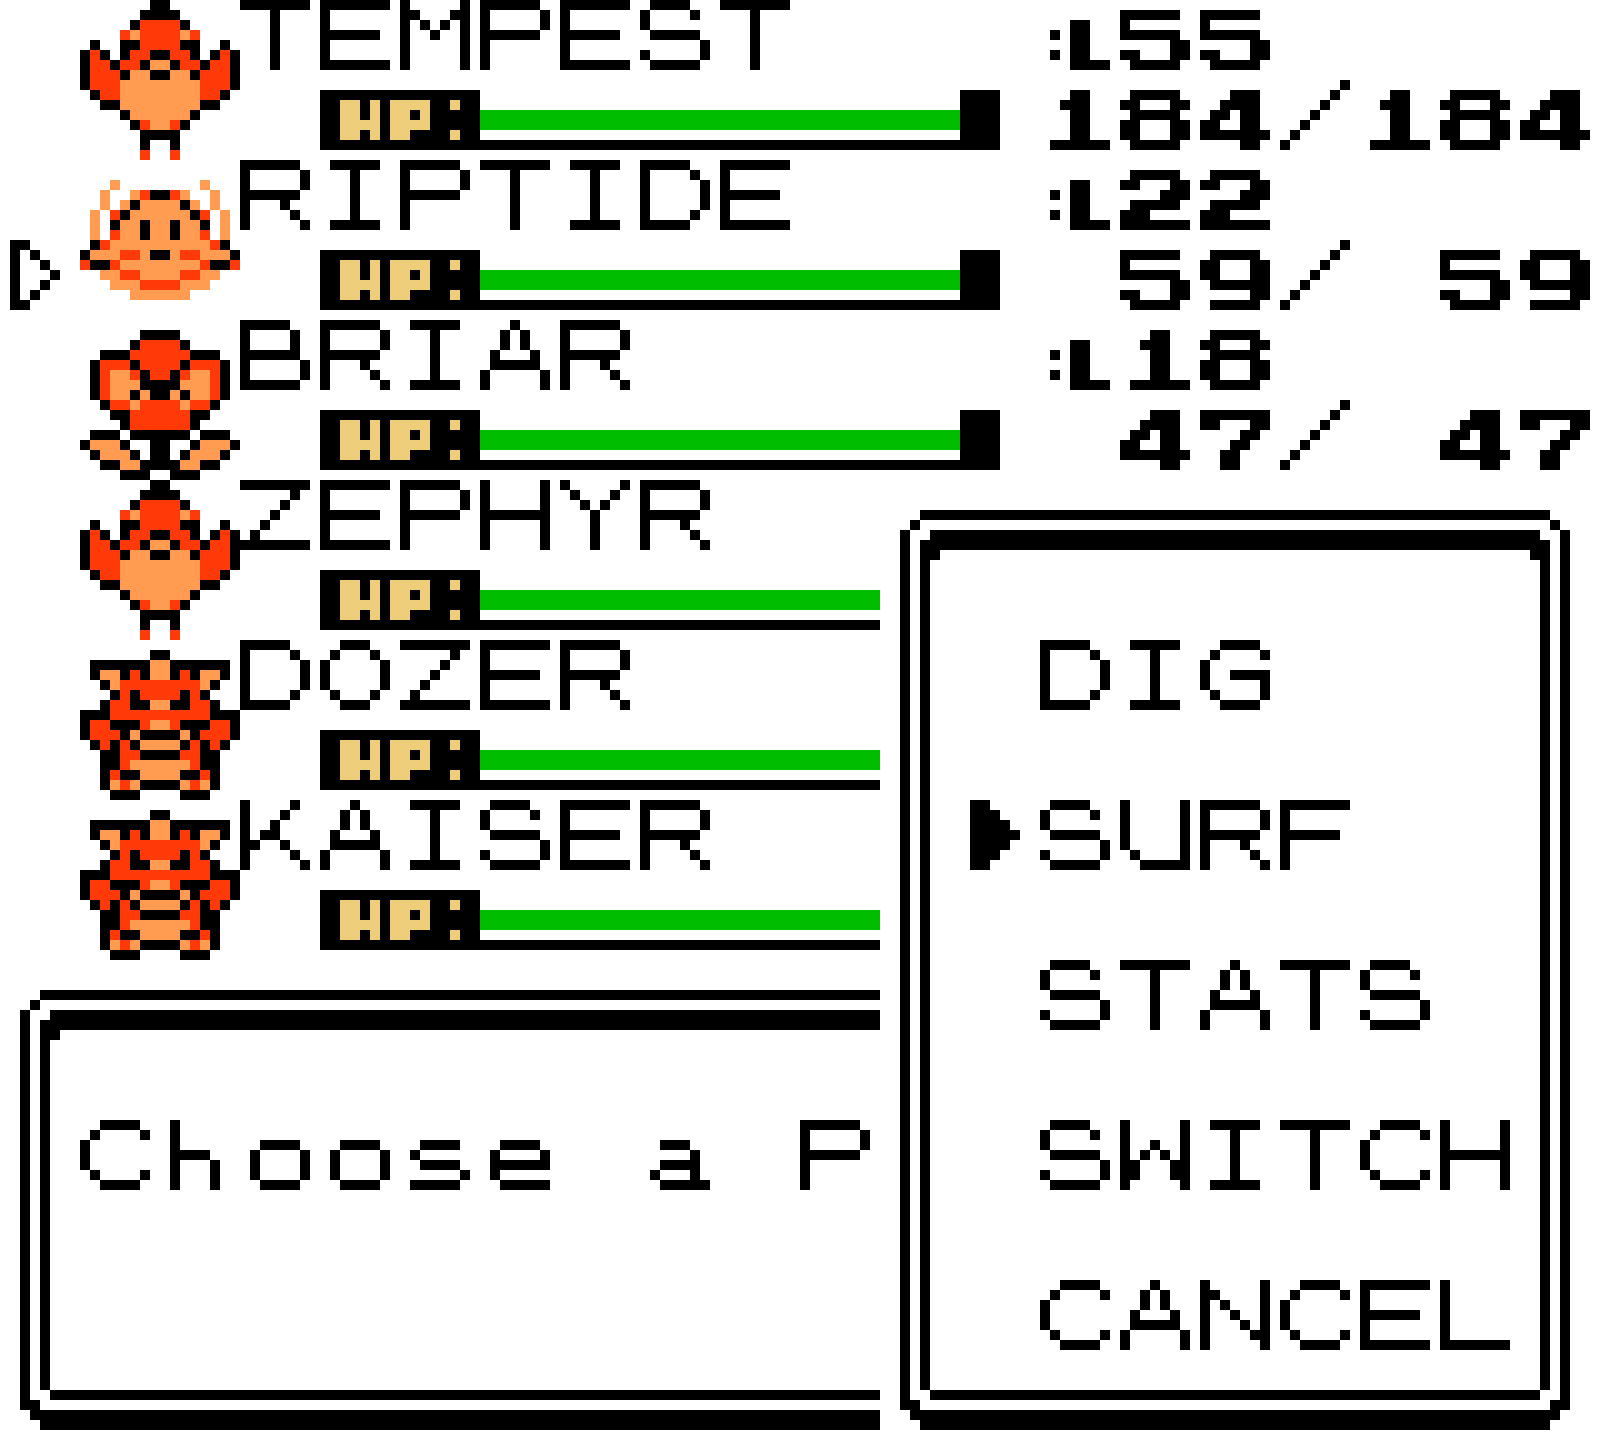 TEMPEST :L55
HP: 184/184
RIPTIDE :L22
HP: 59/ 59
BRIAR :L18
HP: 47/ 47
ZEPHYR
HP:
DOZER
HP:
KAISER
HP:
DIG
SURF
STATS
SWITCH
CANCEL
Choose a P